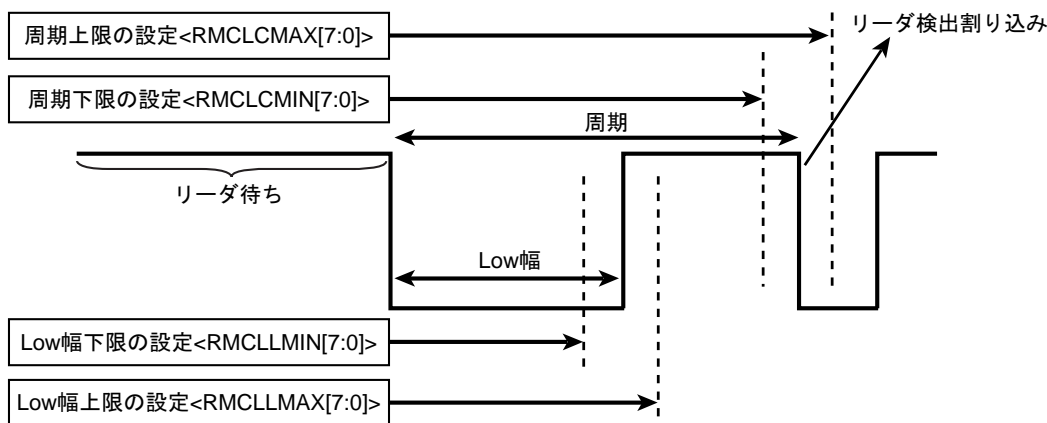 周期上限の設定<RMCLCMAX[7:0]>
リーダ検出割り込み
周期下限の設定<RMCLCMIN[7:0]>
周期
リーダ待ち
Low幅
Low幅下限の設定<RMCLLMIN[7:0]>
Low幅上限の設定<RMCLLMAX[7:0]>